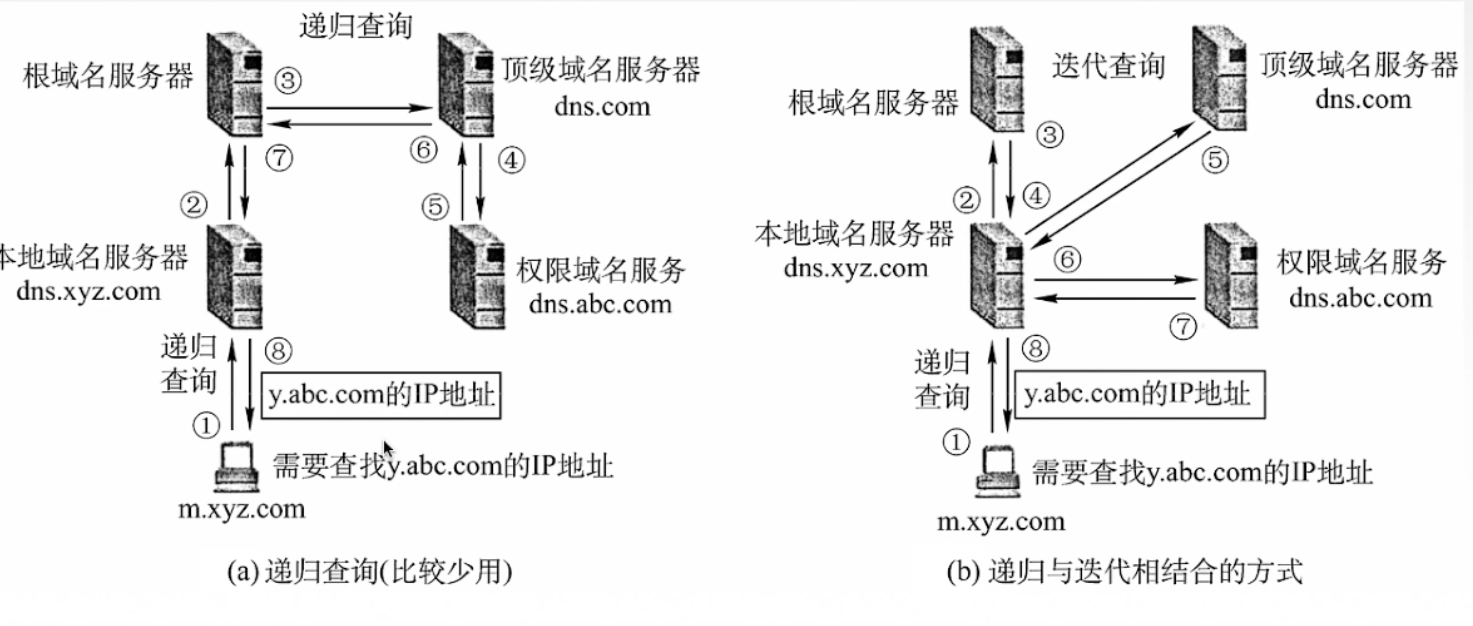 递归查询
根域名服务器
③
顶级域名服务器
dns.com
⑥
⑦
④
②
⑤
本地域名服务器
dns.xyz.com
权限域名服务
dns.abc.com
递归
查询
⑧
y.abc.com的IP地址
①
需要查找y.abc.com的IP地址
m.xyz.com
(a) 递归查询(比较少用)
迭代查询
顶级域名服务器
dns.com
根域名服务器
③
⑤
②
④
本地域名服务器
dns.xyz.com
⑥
权限域名服务
dns.abc.com
⑦
递归
查询
⑧
y.abc.com的IP地址
①
需要查找y.abc.com的IP地址
m.xyz.com
(b) 递归与迭代相结合的方式